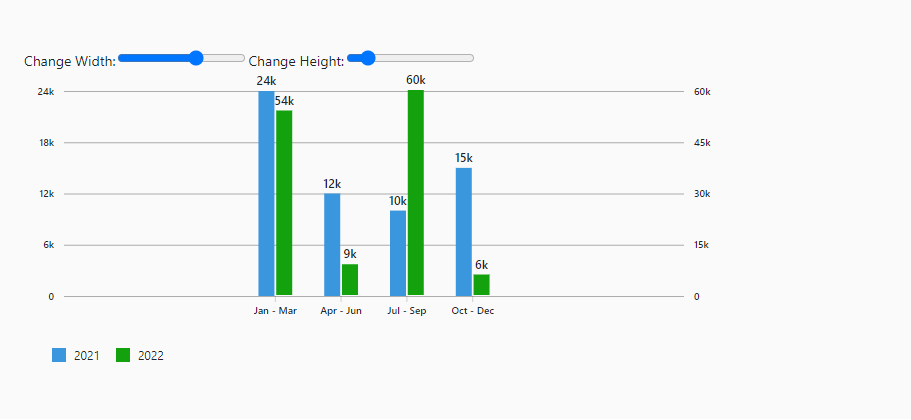 Change Width: Change Height:
24k 60k
54k
24k 60k
18k 45k
15k
12k
10k
12k 30k
6k 15k
9k
6k
0 0
Jan - Mar Apr - Jun Jul - Sep Oct - Dec
2021 2022